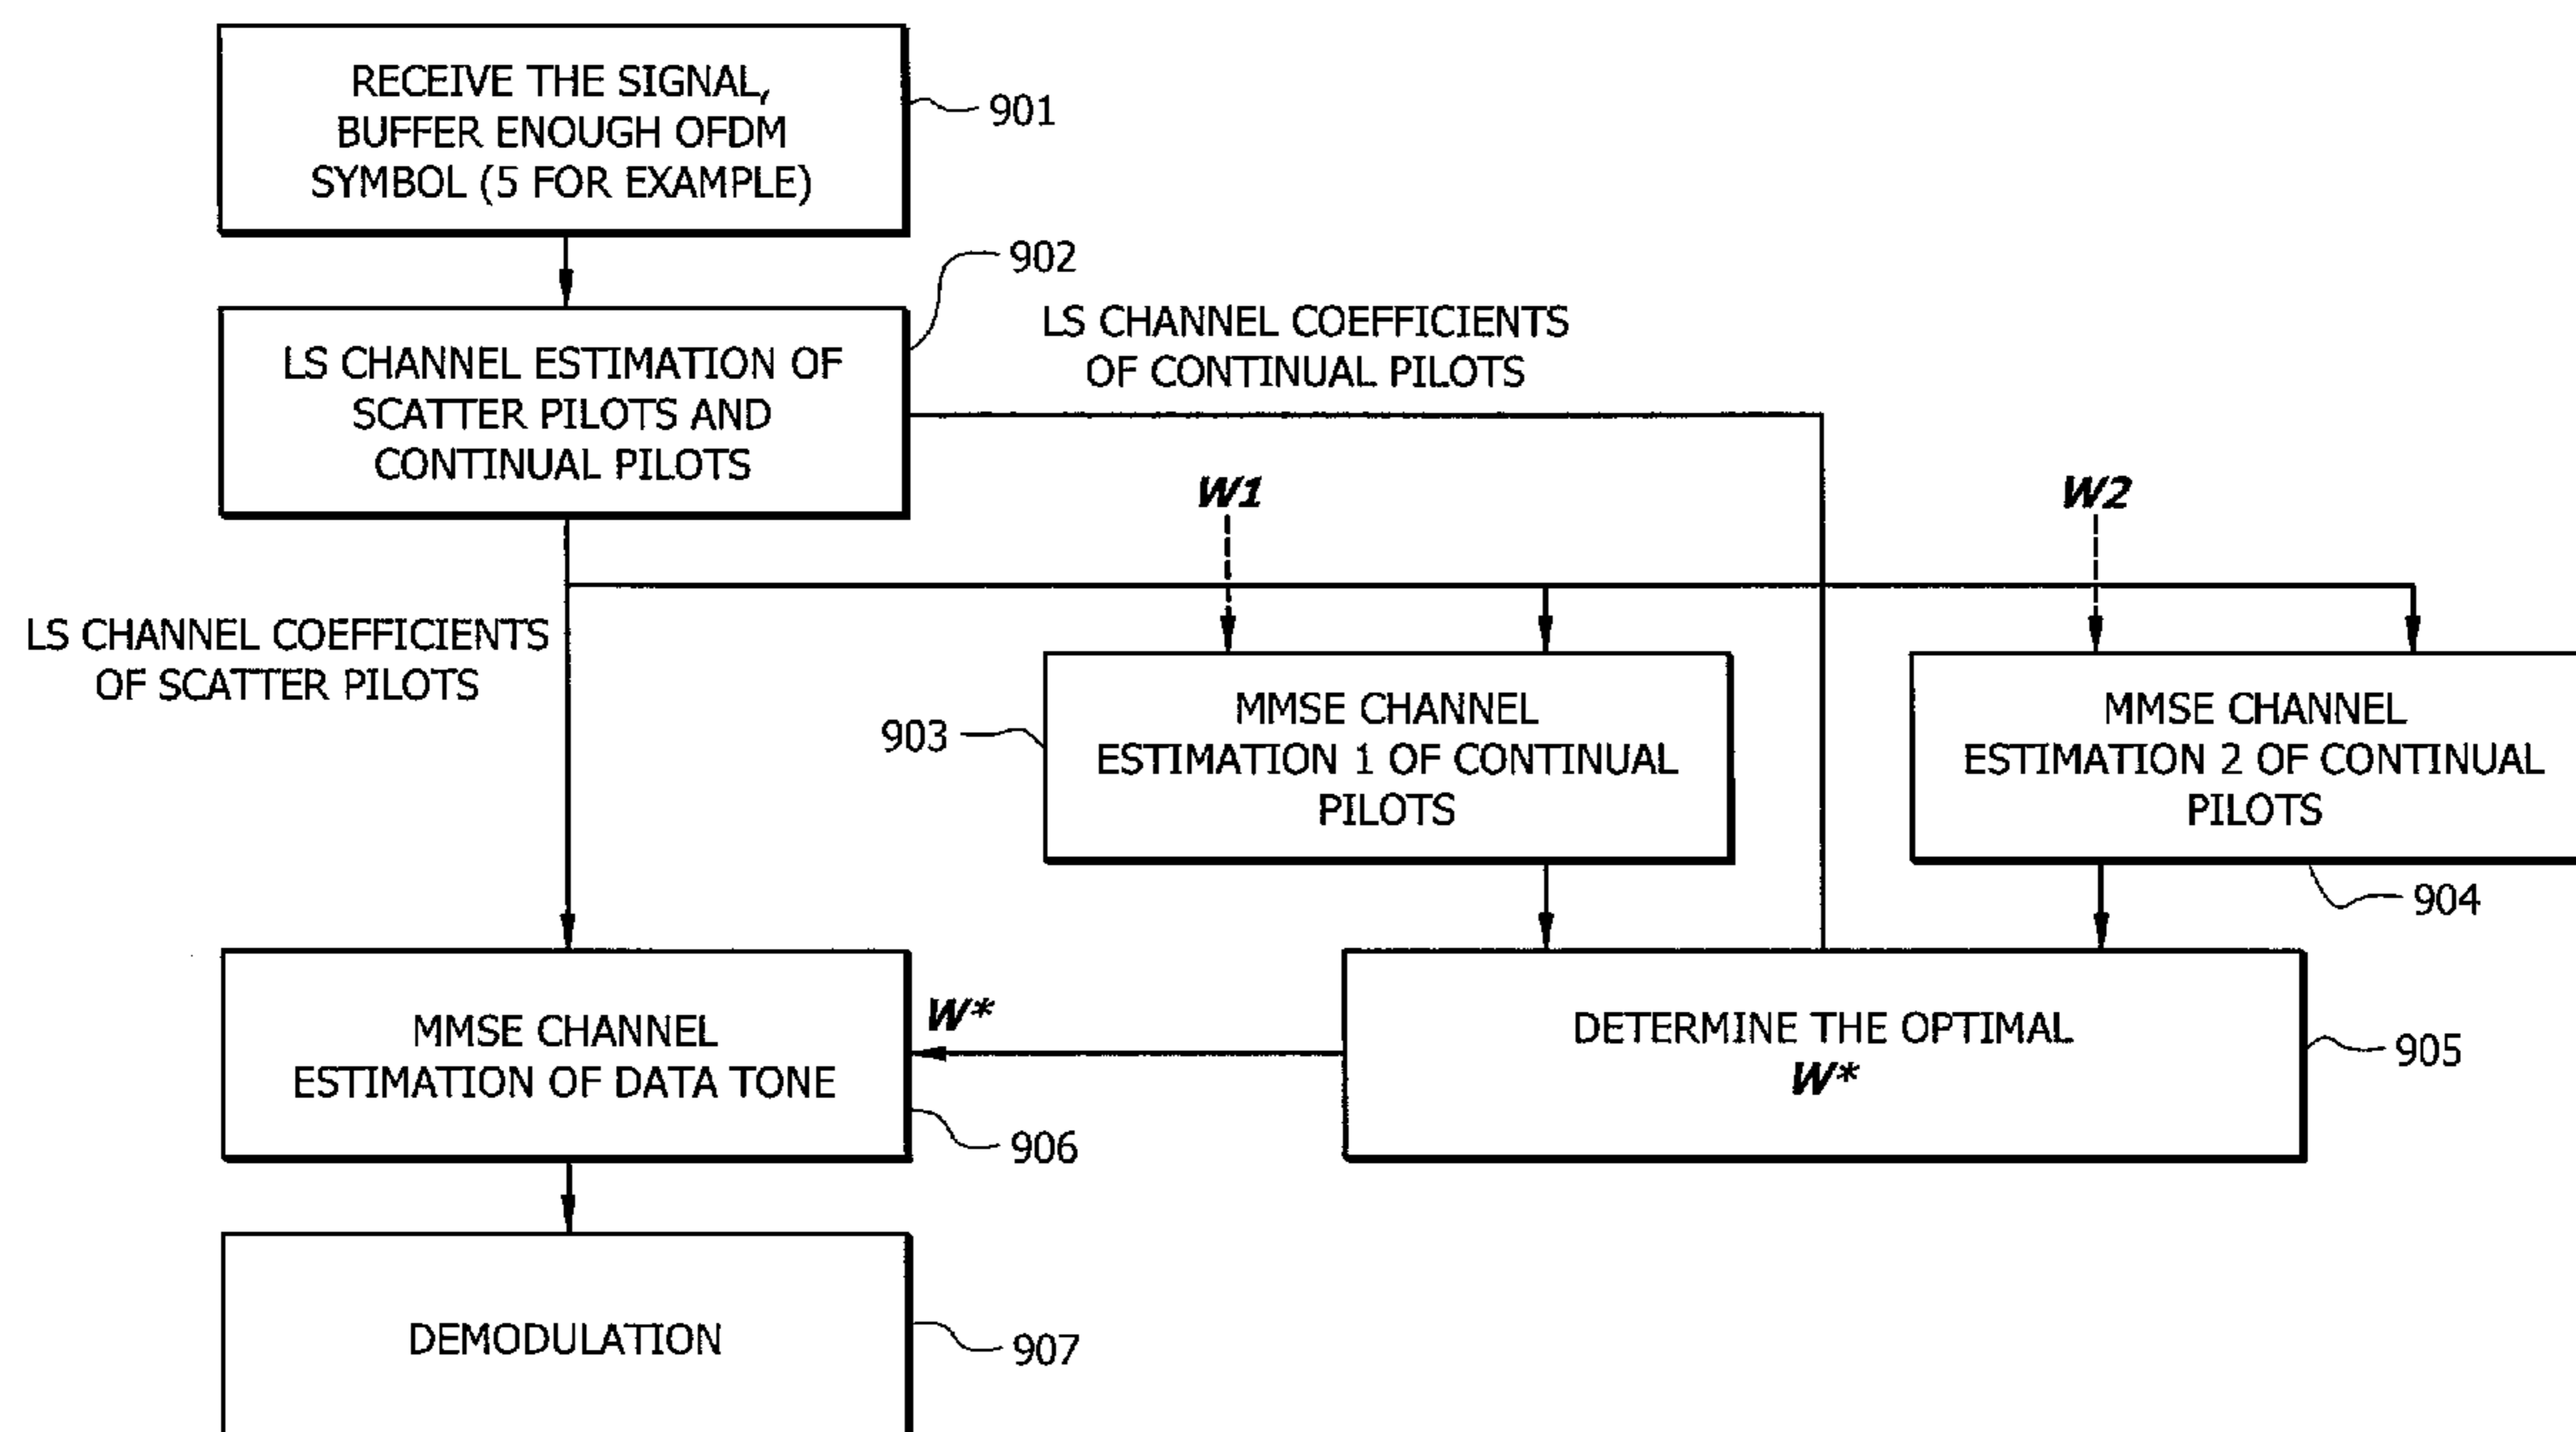 RECEIVE THE SIGNAL,
BUFFER ENOUGH OFDM
SYMBOL (5 FOR EXAMPLE)
901
902
LS CHANNEL ESTIMATION OF
SCATTER PILOTS AND
CONTINUAL PILOTS
LS CHANNEL COEFFICIENTS
OF CONTINUAL PILOTS
W1
W2
LS CHANNEL COEFFICIENTS
OF SCATTER PILOTS
903
MMSE CHANNEL
ESTIMATION 1 OF CONTINUAL
PILOTS
MMSE CHANNEL
ESTIMATION 2 OF CONTINUAL
PILOTS
904
MMSE CHANNEL
ESTIMATION OF DATA TONE
W*
DETERMINE THE OPTIMAL
W*
905
906
DEMODULATION
907